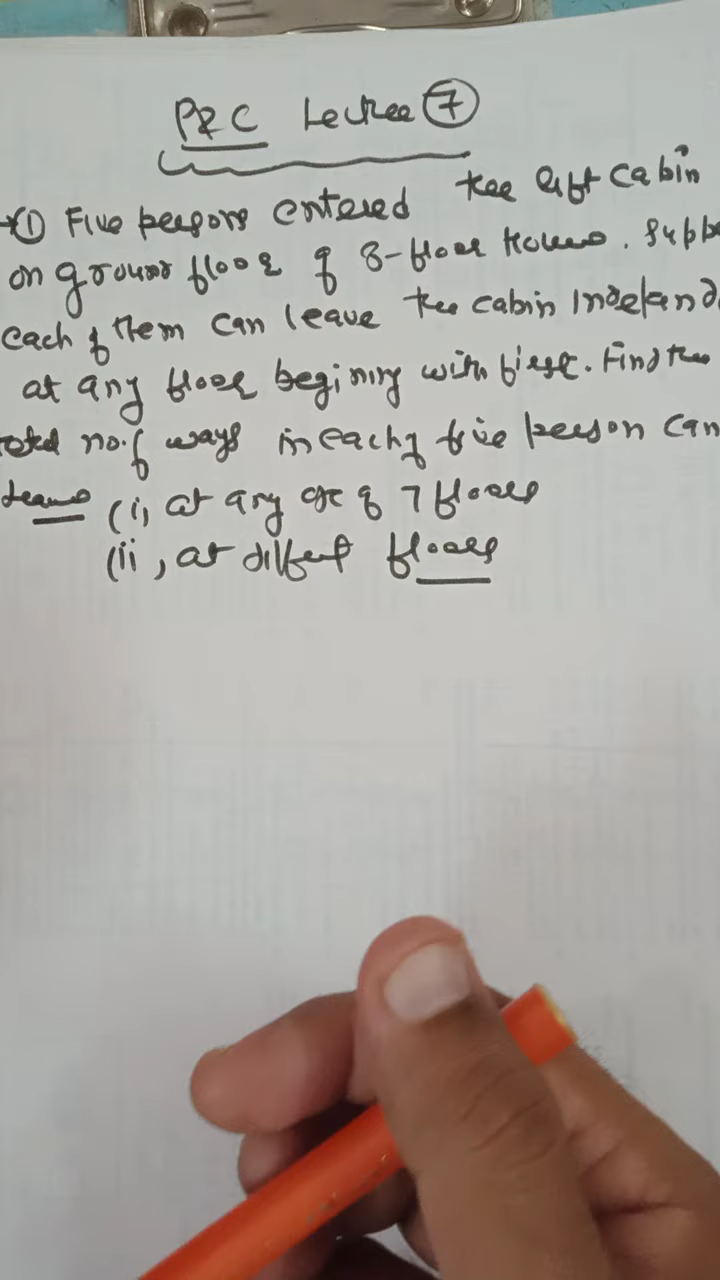 P&C Lecture 7
① Five persons entered the lift cabin
on ground floor of 8-floor house. Suppo
each of them can leave the cabin Independ
at any floor begining with first. Find the
total no. of ways in each of five person can
leave (i) at any one of 7 floors
(ii, at diffent floors